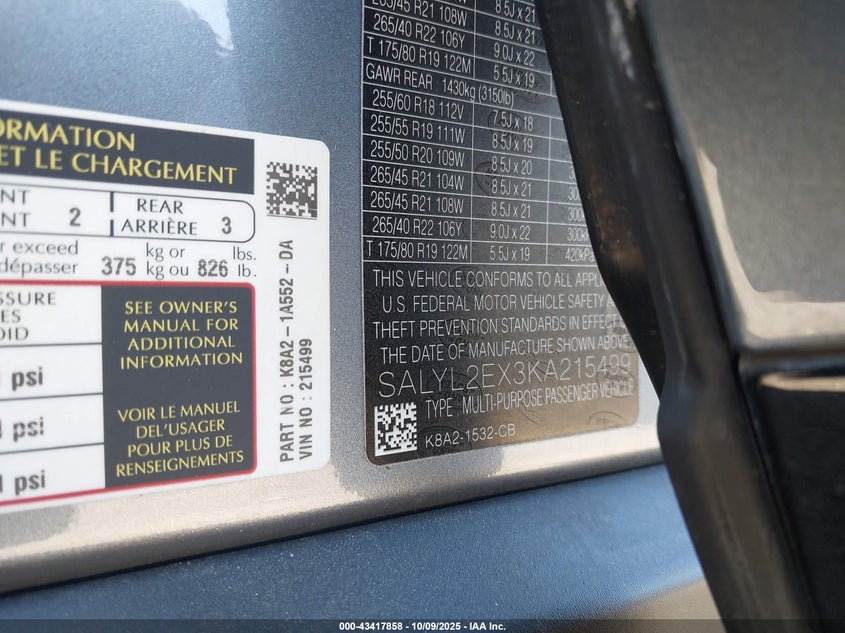 ORMATION
ET LE CHARGEMENT
NT 2 REAR 3
NT ARRIÈRE
r exceed 375 kg or 826 lbs.
dépasser kg ou lb.
SSURE
ES
OID
SEE OWNER'S
MANUAL FOR
ADDITIONAL
INFORMATION
psi
psi
psi
VOIR LE MANUEL
DEL'USAGER
POUR PLUS DE
RENSEIGNEMENTS
PART NO : K8A2 - 1A552 - DA
VIN NO : 215499
255/45 R21 108W 8.5J x 21
265/40 R22 106Y 9.0J x 22
T 175/80 R19 122M 5.5J x 19
GAWR REAR 1430kg (3150lb)
255/60 R18 112V 7.5J x 18
255/55 R19 111W 8.5J x 19
255/50 R20 109W 8.5J x 20
265/45 R21 104W 8.5J x 21
265/45 R21 108W 8.5J x 21 300
265/40 R22 106Y 9.0J x 22 300k
T 175/80 R19 122M 5.5J x 19 420kPa
THIS VEHICLE CONFORMS TO ALL APPLI
U.S. FEDERAL MOTOR VEHICLE SAFETY A
THEFT PREVENTION STANDARDS IN EFFECT
THE DATE OF MANUFACTURE SHOWN ABOVE
SALYL2EX3KA215499
TYPE: MULTI-PURPOSE PASSENGER VEHICLE
K8A2-1532-CB
000-43417858 - 10/09/2025 - IAA Inc.